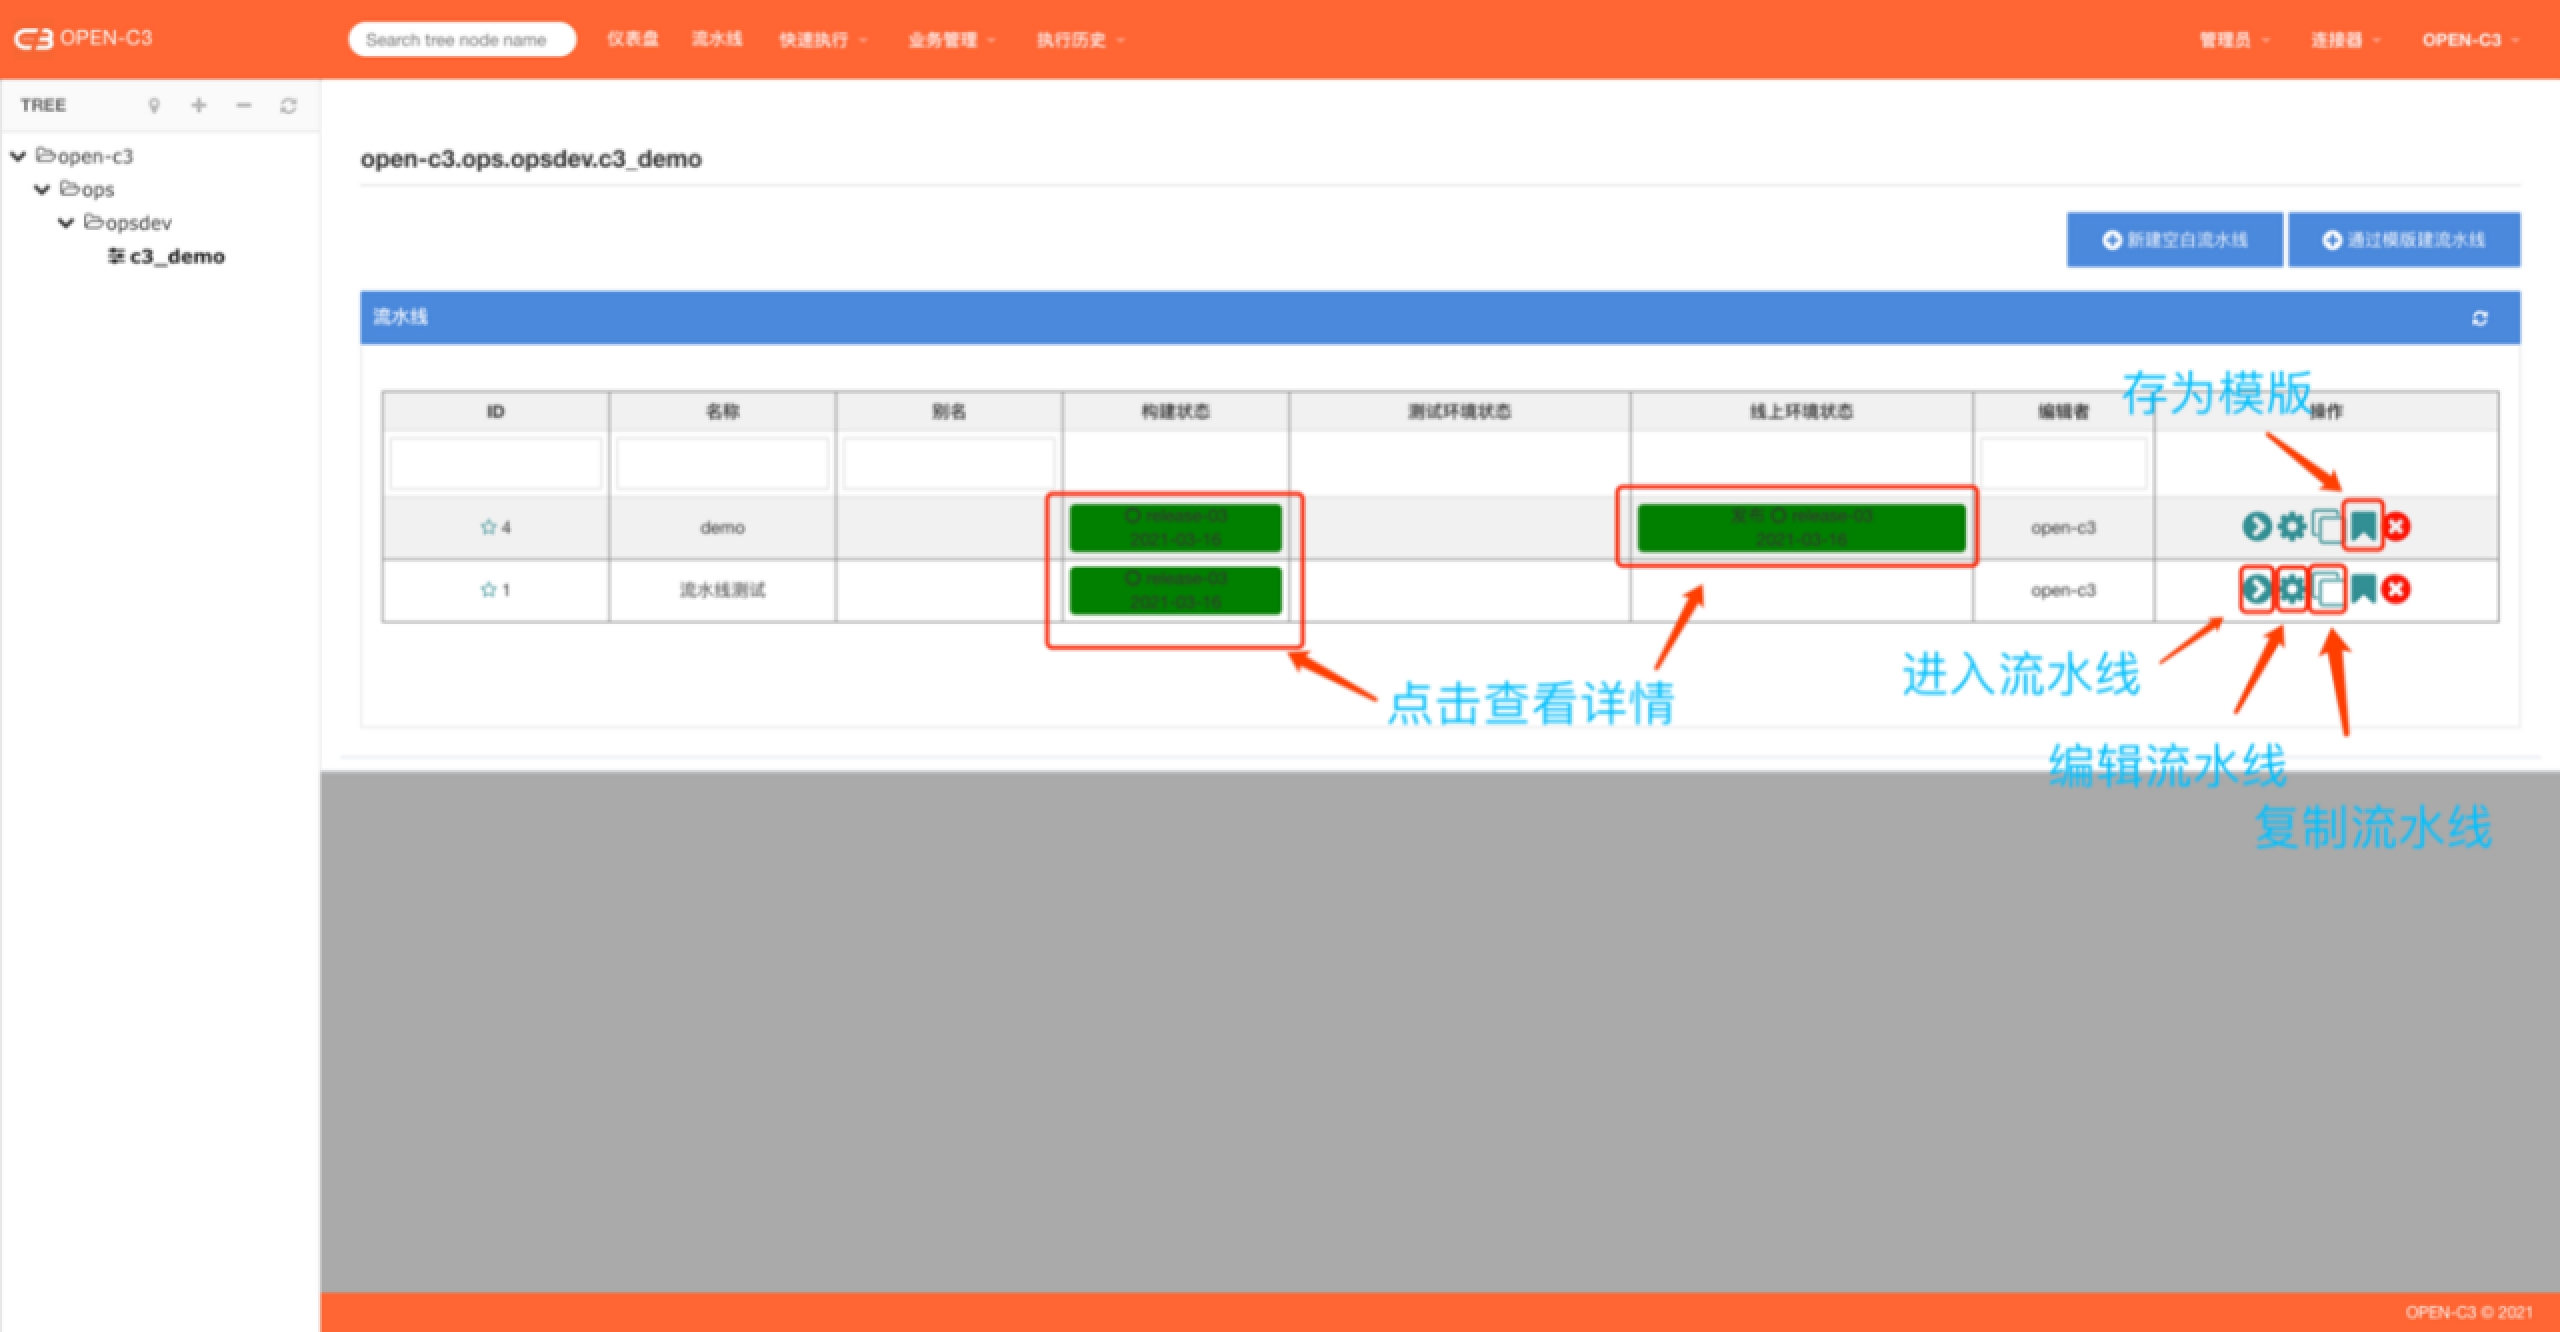 OPEN-C3
Search tree node name 仪表盘 流水线 快速执行 业务管理 执行历史 管理员 连接器 OPEN-C3
TREE
open-c3
ops
opsdev
c3_demo
open-c3.ops.opsdev.c3_demo
新建空白流水线 通过模版建流水线
流水线
存为模版
ID 名称 别名 构建状态 测试环境状态 线上环境状态 编辑者 操作
release-03 发布 release-03
4 demo open-c3
2021-03-16 2021-03-16
release-03
1 流水线测试 open-c3
2021-03-16
进入流水线
点击查看详情
编辑流水线
复制流水线
OPEN-C3 © 2021